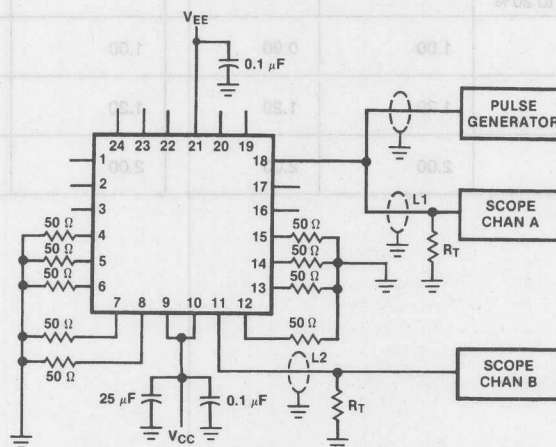 VEE
0.1 μF
24 23 22 21 20 19
PULSE
GENERATOR
1
2
3
4
5
6
18
17
16
15
14
13
7 8 9 10 11 12
50 Ω
50 Ω
50 Ω
50 Ω
50 Ω
50 Ω
50 Ω
50 Ω
50 Ω
L1
RT
SCOPE
CHAN A
L2
RT
SCOPE
CHAN B
25 μF
0.1 μF
VCC